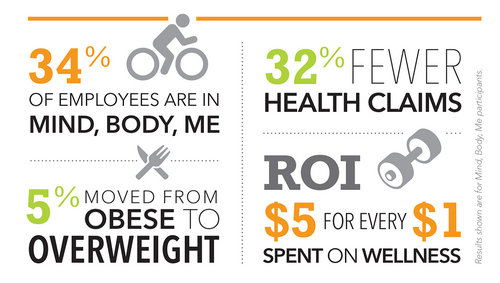 34%
OF EMPLOYEES ARE IN
MIND, BODY, ME
5% MOVED FROM
OBESE TO
OVERWEIGHT
32% FEWER
HEALTH CLAIMS
ROI
$5 FOR EVERY $1
SPENT ON WELLNESS
Results shown are for Mind, Body, Me participants.